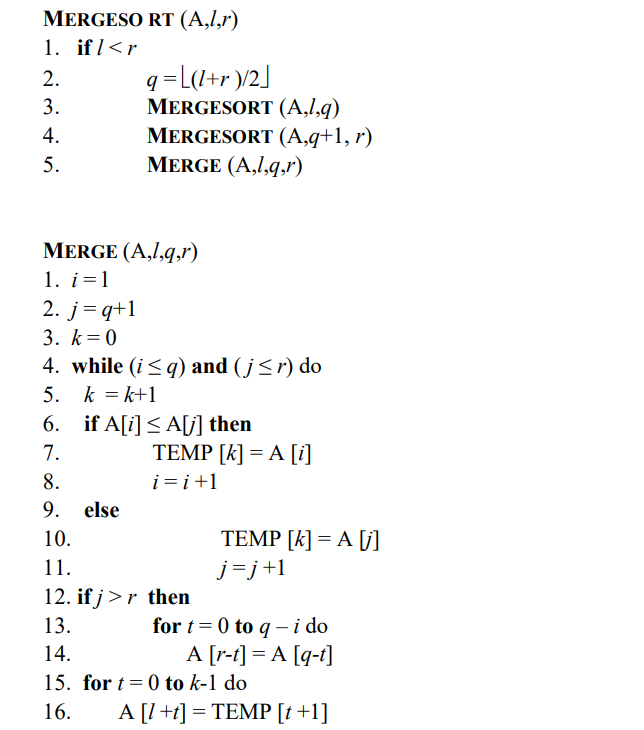 MERGESO RT (A,l,r)
1. if l < r
2. q = ⌊(l+r )/2⌋
3. MERGESORT (A,l,q)
4. MERGESORT (A,q+1, r)
5. MERGE (A,l,q,r)
MERGE (A,l,q,r)
1. i = 1
2. j = q+1
3. k = 0
4. while (i ≤ q) and ( j ≤ r) do
5. k = k+1
6. if A[i] ≤ A[j] then
7. TEMP [k] = A [i]
8. i = i +1
9. else
10. TEMP [k] = A [j]
11. j = j +1
12. if j > r then
13. for t = 0 to q – i do
14. A [r-t] = A [q-t]
15. for t = 0 to k-1 do
16. A [l +t] = TEMP [t +1]